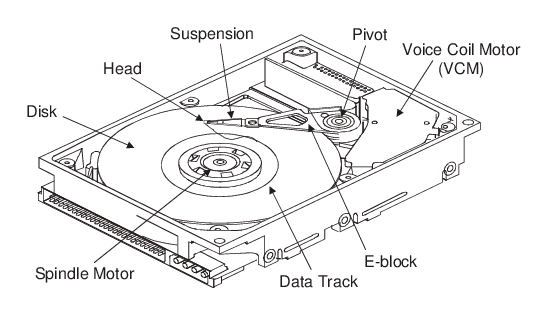 Suspension
Pivot
Voice Coil Motor
(VCM)
Head
Disk
E-block
Spindle Motor
Data Track